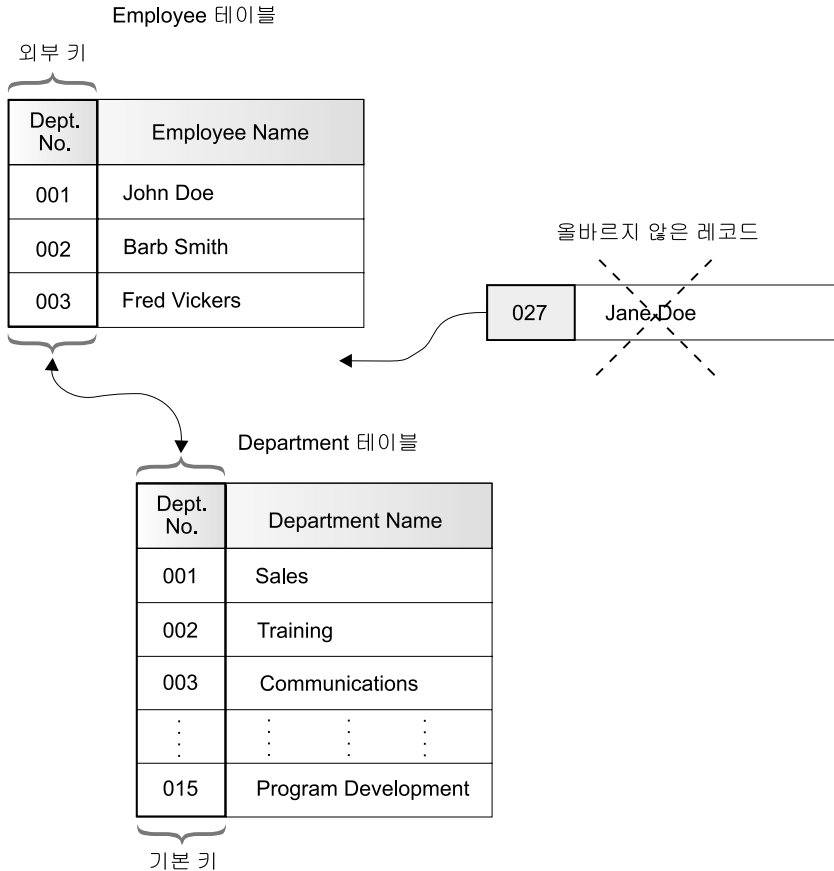 Employee 테이블
외부 키
Dept. No.
Employee Name
001
John Doe
002
Barb Smith
003
Fred Vickers
올바르지 않은 레코드
027
Jane Doe
Department 테이블
Dept. No.
Department Name
001
Sales
002
Training
003
Communications
015
Program Development
기본 키